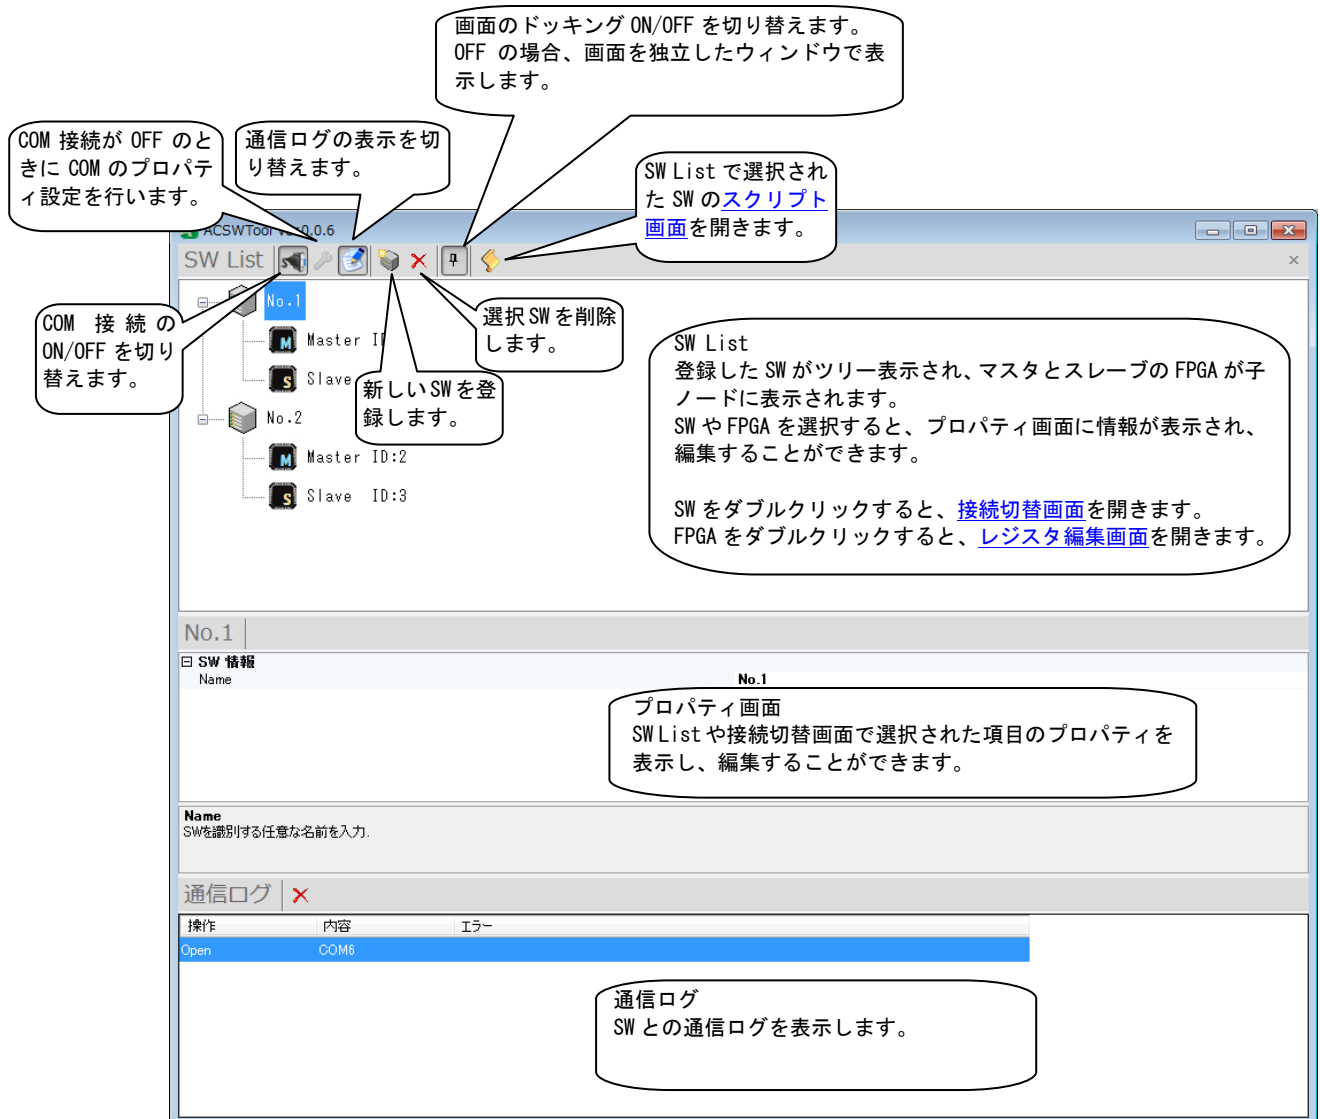 画面のドッキング ON/OFF を切り替えます。
OFF の場合、画面を独立したウィンドウで表
示します。
COM 接続が OFF のと
きに COM のプロパテ
ィ設定を行います。
通信ログの表示を切
り替えます。
SW List で選択され
た SW のスクリプト
画面を開きます。
ACSWTool
0.0.6
SW List
No.1
Master
Slave
No.2
Master ID:2
Slave ID:3
COM 接続の
ON/OFF を切り
替えます。
新しい SW を登
録します。
選択 SW を削除
します。
SW List
登録した SW がツリー表示され、マスタとスレーブの FPGA が子
ノードに表示されます。
SW や FPGA を選択すると、プロパティ画面に情報が表示され、
編集することができます。
SW をダブルクリックすると、接続切替画面を開きます。
FPGA をダブルクリックすると、レジスタ編集画面を開きます。
No.1
SW 情報
Name No.1
プロパティ画面
SW List や接続切替画面で選択された項目のプロパティを
表示し、編集することができます。
Name
SWを識別する任意な名前を入力.
通信ログ
操作 内容 エラー
Open COM6
通信ログ
SW との通信ログを表示します。